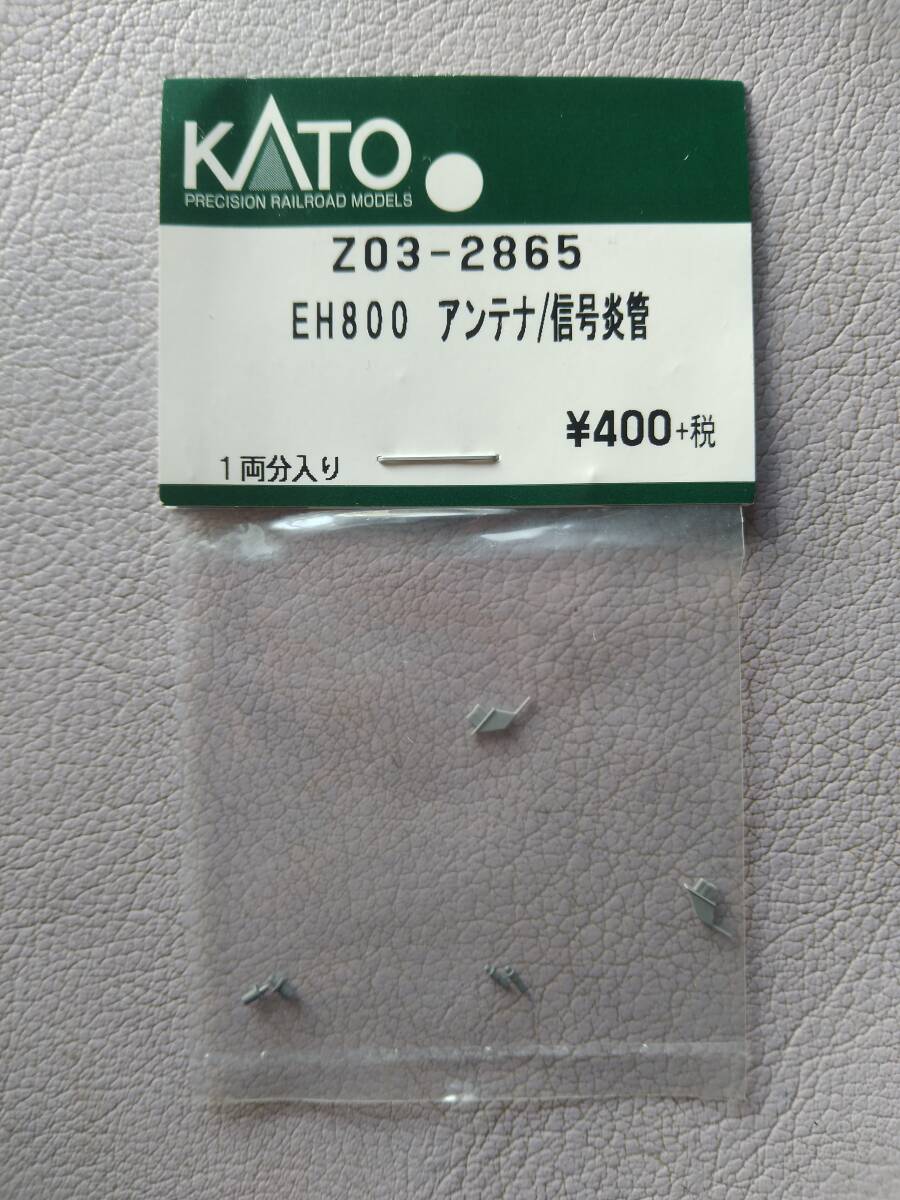 KATO
PRECISION RAILROAD MODELS
Z03-2865
EH800 アンテナ/信号炎管
¥400+税
1両分入り